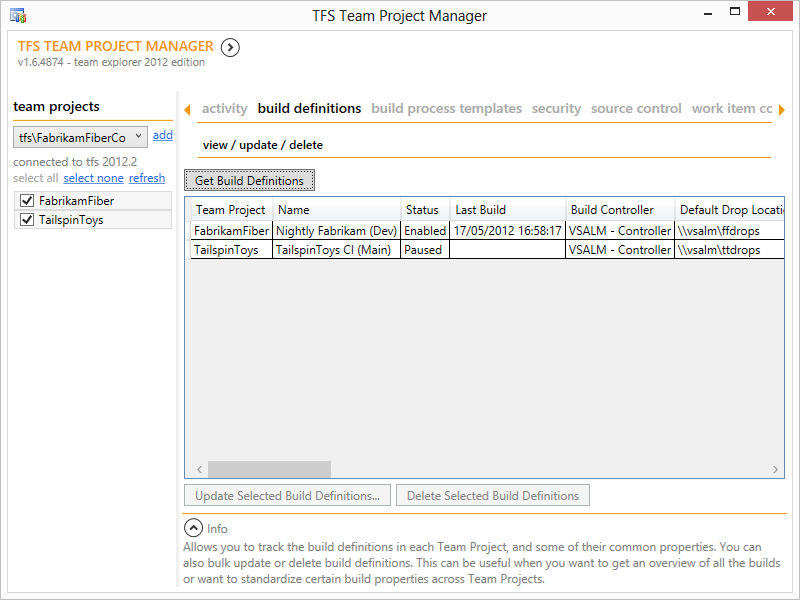 TFS Team Project Manager
TFS TEAM PROJECT MANAGER
v1.6.4874 - team explorer 2012 edition
team projects
tfs\FabrikamFiberCo add
connected to tfs 2012.2
select all select none refresh
FabrikamFiber
TailspinToys
activity build definitions build process templates security source control work item co
view / update / delete
Get Build Definitions
Team Project Name Status Last Build Build Controller Default Drop Locati
FabrikamFiber Nightly Fabrikam (Dev) Enabled 17/05/2012 16:58:17 VSALM - Controller \\vsalm\ffdrops
TailspinToys TailspinToys CI (Main) Paused VSALM - Controller \\vsalm\ttdrops
Update Selected Build Definitions... Delete Selected Build Definitions
Info
Allows you to track the build definitions in each Team Project, and some of their common properties. You can
also bulk update or delete build definitions. This can be useful when you want to get an overview of all the builds
or want to standardize certain build properties across Team Projects.